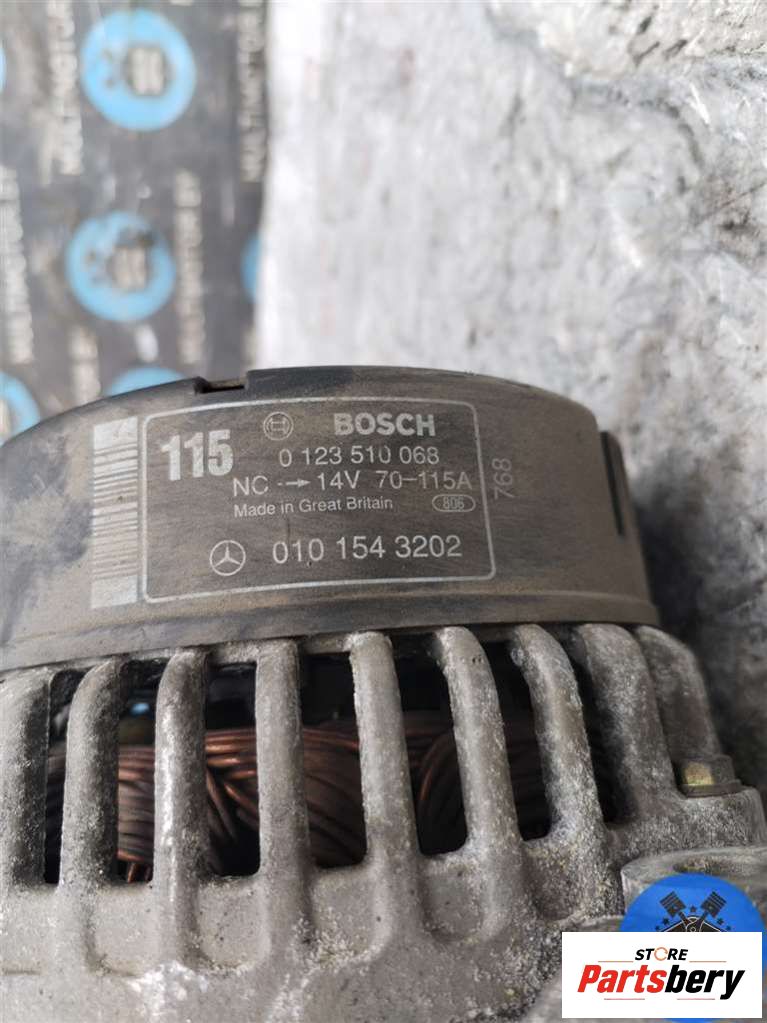 115 BOSCH
0 123 510 068
NC → 14V 70-115A
Made in Great Britain 806
768
010 154 3202
STORE
Partsbery